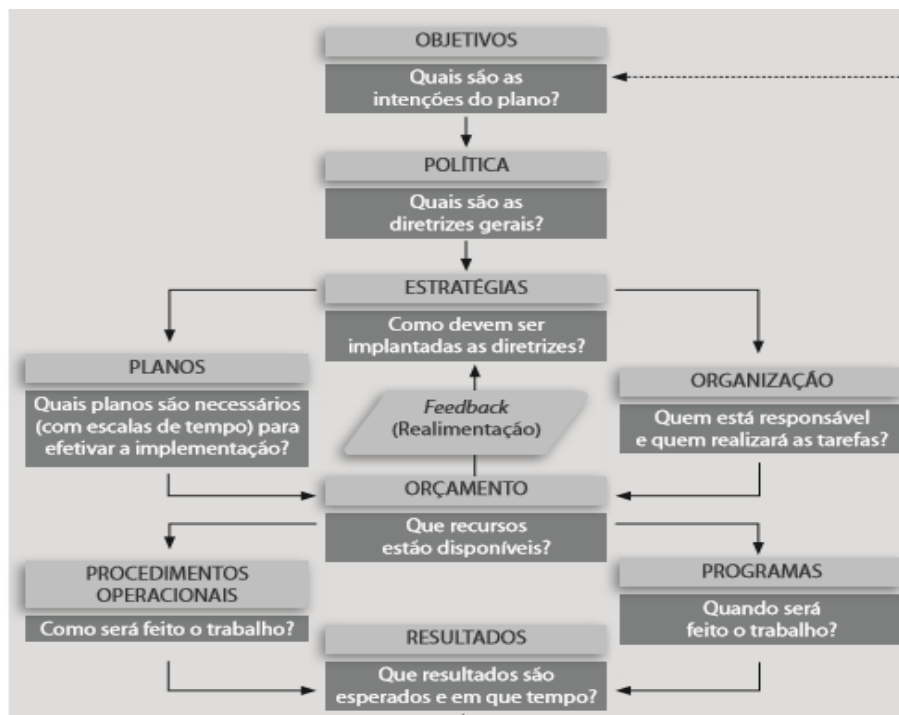 OBJETIVOS
Quais são as
intenções do plano?
POLÍTICA
Quais são as
diretrizes gerais?
ESTRATÉGIAS
Como devem ser
implantadas as diretrizes?
PLANOS
Quais planos são necessários
(com escalas de tempo) para
efetivar a implementação?
Feedback
(Realimentação)
ORGANIZAÇÃO
Quem está responsável
e quem realizará as tarefas?
ORÇAMENTO
Que recursos
estão disponíveis?
PROCEDIMENTOS
OPERACIONAIS
Como será feito o trabalho?
PROGRAMAS
Quando será
feito o trabalho?
RESULTADOS
Que resultados são
esperados e em que tempo?